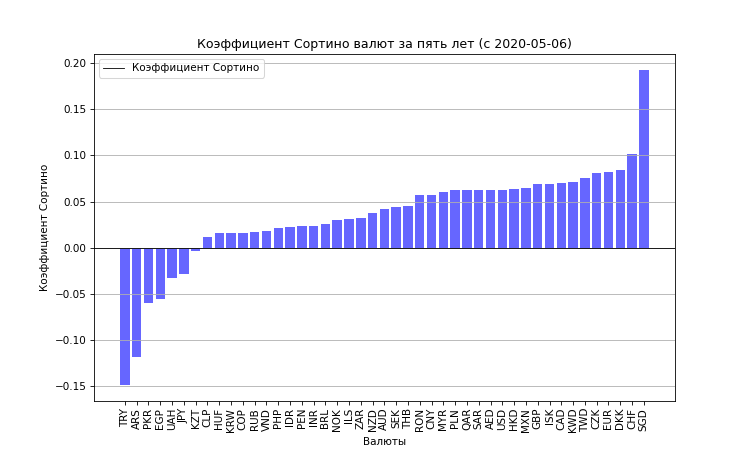 Коэффициент Сортино валют за пять лет (с 2020-05-06)
Коэффициент Сортино
0.20
0.15
0.10
0.05
0.00
−0.05
−0.10
−0.15
Коэффициент Сортино
TRY
ARS
PKR
EGP
UAH
JPY
KZT
CLP
HUF
KRW
COP
RUB
VND
PHP
IDR
PEN
INR
BRL
NOK
ILS
ZAR
NZD
AUD
SEK
THB
RON
CNY
MYR
PLN
QAR
SAR
AED
USD
HKD
MXN
GBP
ISK
CAD
KWD
TWD
CZK
EUR
DKK
CHF
SGD
Валюты